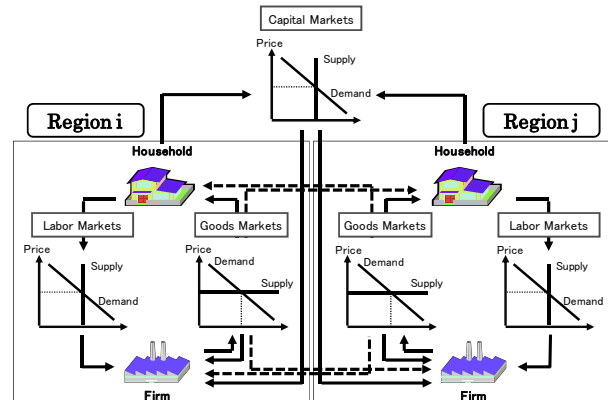 Capital Markets
Price
Supply
Demand
Region i
Region j
Household
Household
Labor Markets
Goods Markets
Goods Markets
Labor Markets
Price
Supply
Demand
Price
Demand
Supply
Price
Demand
Supply
Price
Supply
Demand
Firm
Firm